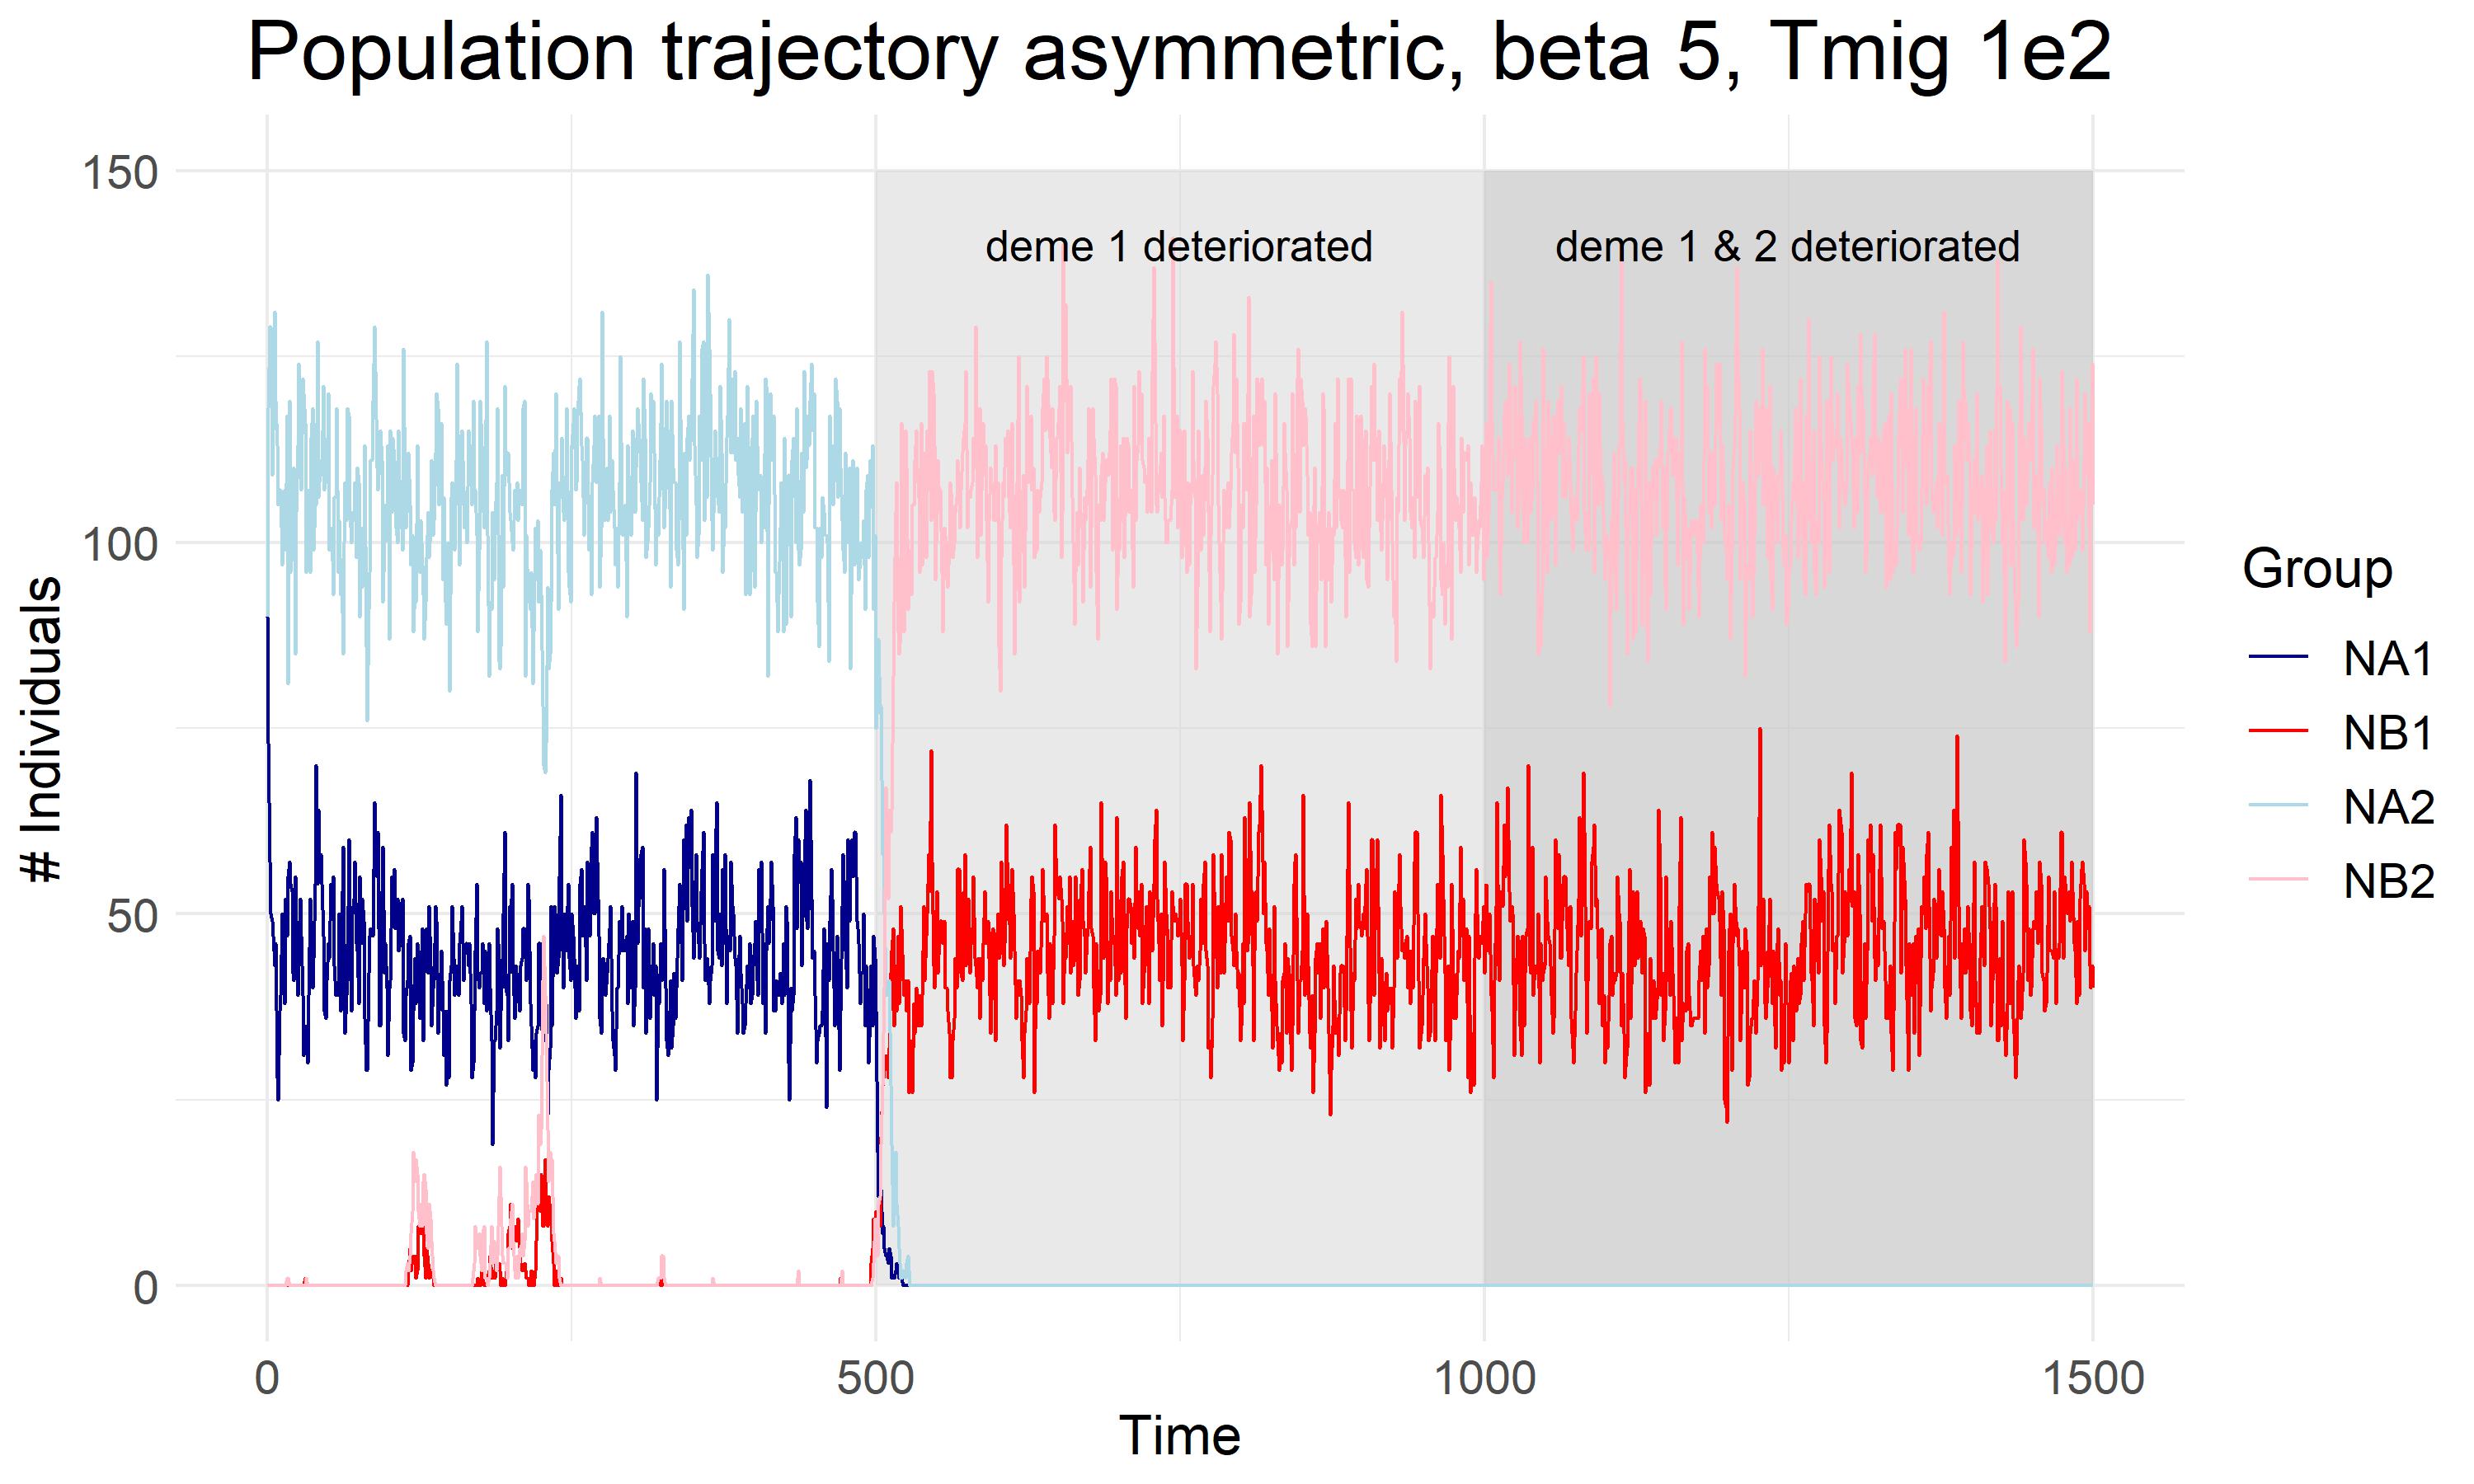 Population trajectory asymmetric, beta 5, Tmig 1e2
150
100
50
0
# Individuals
deme 1 deteriorated
deme 1 & 2 deteriorated
0
500
1000
1500
Time
Group
NA1
NB1
NA2
NB2